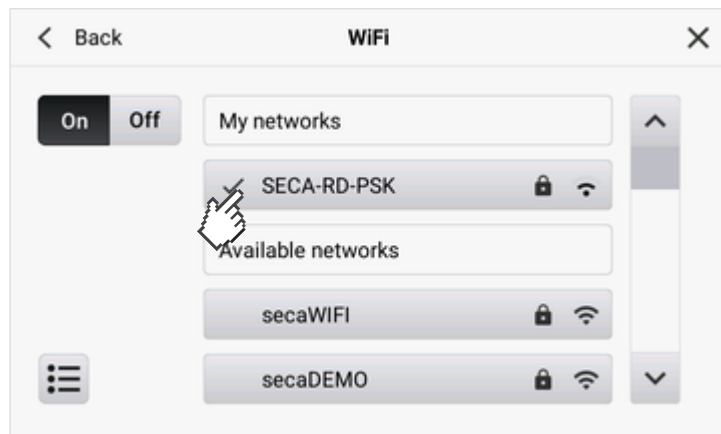 Back
WiFi
On
Off
My networks
SECA-RD-PSK
Available networks
secaWIFI
secaDEMO